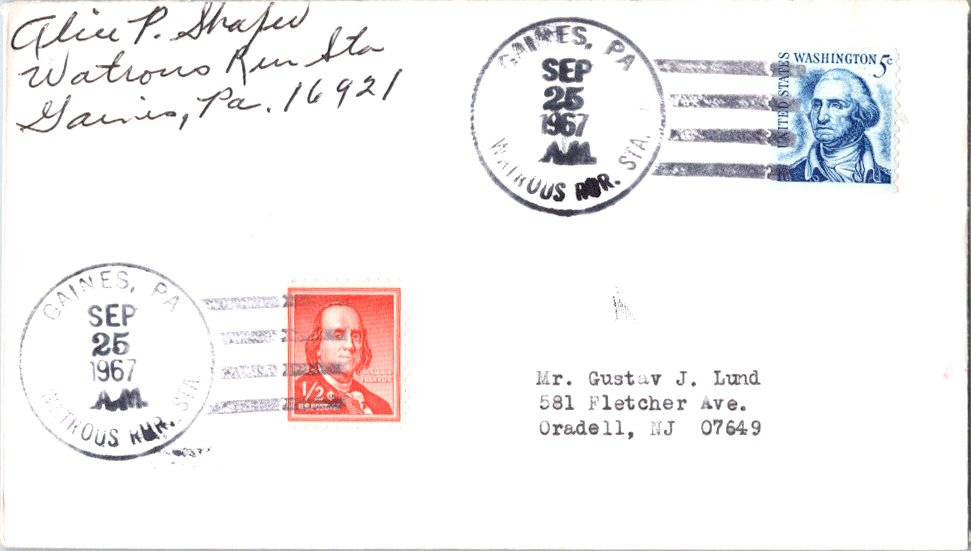 Alice P. Shafer
Watrous Run Sta
Gaines, Pa. 16921
GAINES, PA
SEP
25
1967
A.M.
WATROUS RUR. STA.
UNITED STATES
WASHINGTON 5c
GAINES, PA
SEP
25
1967
A.M.
WATROUS RUR. STA.
1/2¢
Mr. Gustav J. Lund
581 Fletcher Ave.
Oradell, NJ 07649